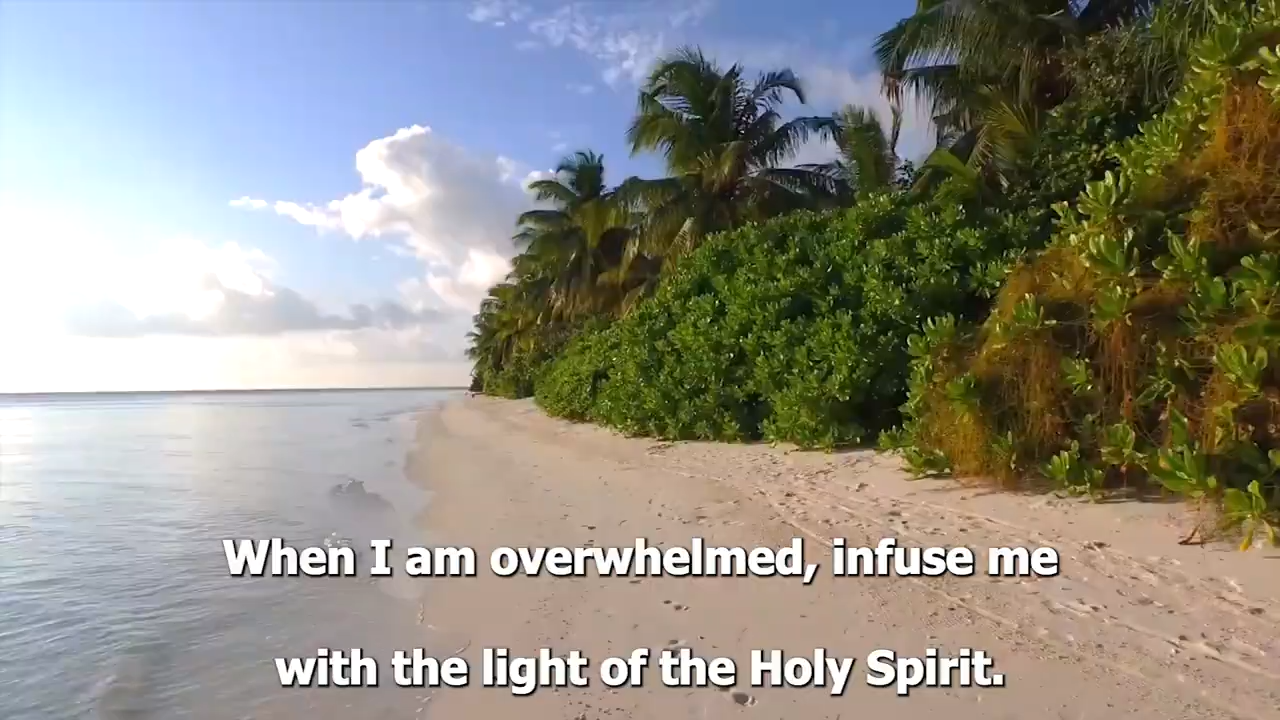 When I am overwhelmed, infuse me
with the light of the Holy Spirit.